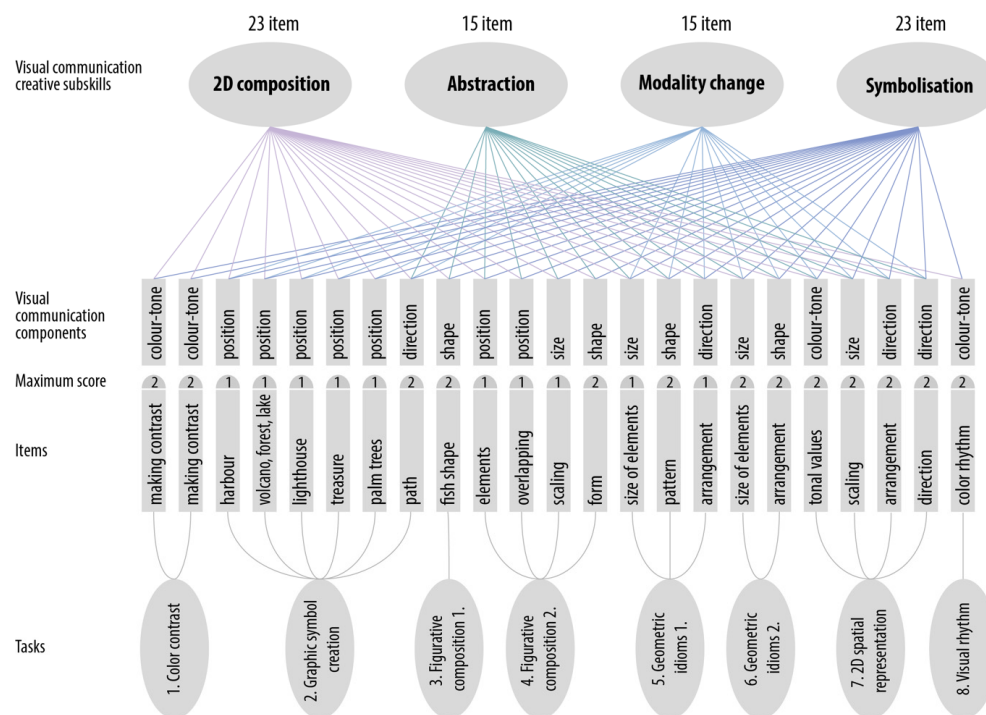 23 item
15 item
15 item
23 item
Visual communication
creative subskills
2D composition
Abstraction
Modality change
Symbolisation
Visual
communication
components
colour-tone
colour-tone
position
position
position
position
position
direction
shape
position
position
size
shape
size
shape
direction
size
shape
colour-tone
size
direction
direction
colour-tone
Maximum score
2
2
1
1
1
1
1
2
2
1
1
1
2
1
2
1
2
2
2
2
2
2
2
Items
making contrast
making contrast
harbour
volcano, forest, lake
lighthouse
treasure
palm trees
path
fish shape
elements
overlapping
scaling
form
size of elements
pattern
arrangement
size of elements
arrangement
tonal values
scaling
arrangement
direction
color rhythm
Tasks
1. Color contrast
2. Graphic symbol
creation
3. Figurative
composition 1.
4. Figurative
composition 2.
5. Geometric
idioms 1.
6. Geometric
idioms 2.
7. 2D spatial
representation
8. Visual rhythm